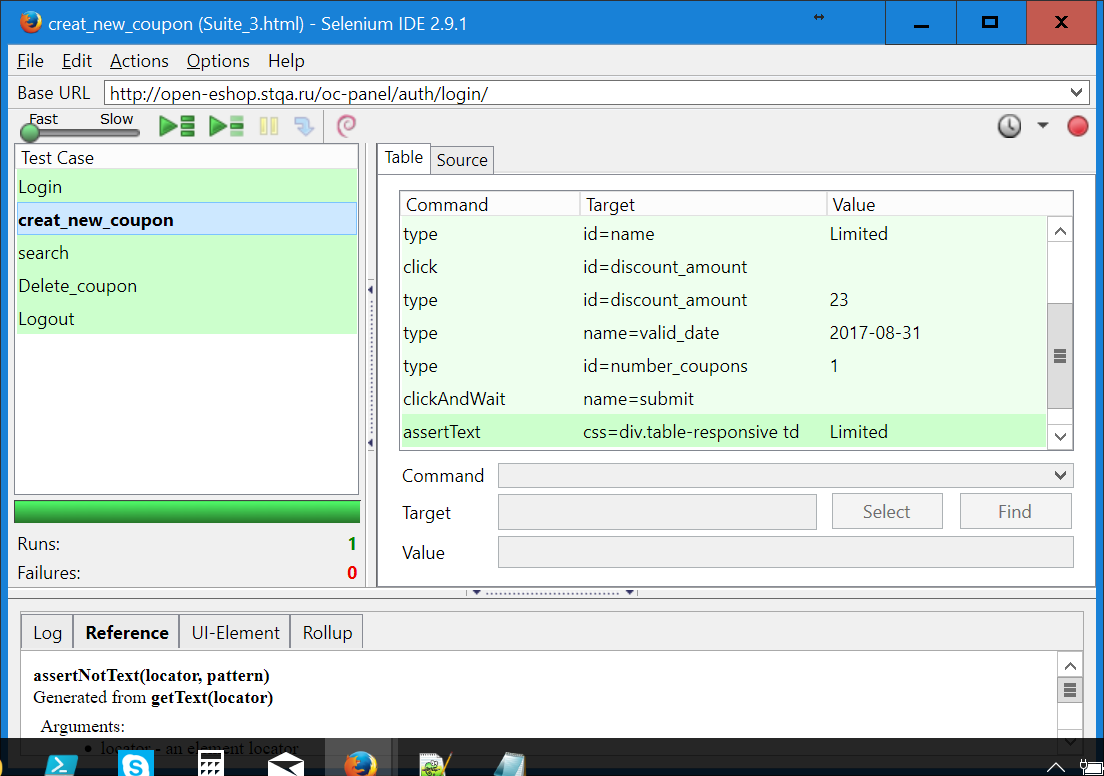 creat_new_coupon (Suite_3.html) - Selenium IDE 2.9.1
File Edit Actions Options Help
Base URL http://open-eshop.stqa.ru/oc-panel/auth/login/
Fast Slow
Test Case
Login
creat_new_coupon
search
Delete_coupon
Logout
Runs: 1
Failures: 0
Table Source
Command Target Value
type id=name Limited
click id=discount_amount
type id=discount_amount 23
type name=valid_date 2017-08-31
type id=number_coupons 1
clickAndWait name=submit
assertText css=div.table-responsive td Limited
Command
Target Select Find
Value
Log Reference UI-Element Rollup
assertNotText(locator, pattern)
Generated from getText(locator)
Arguments:
• locator - an element locator